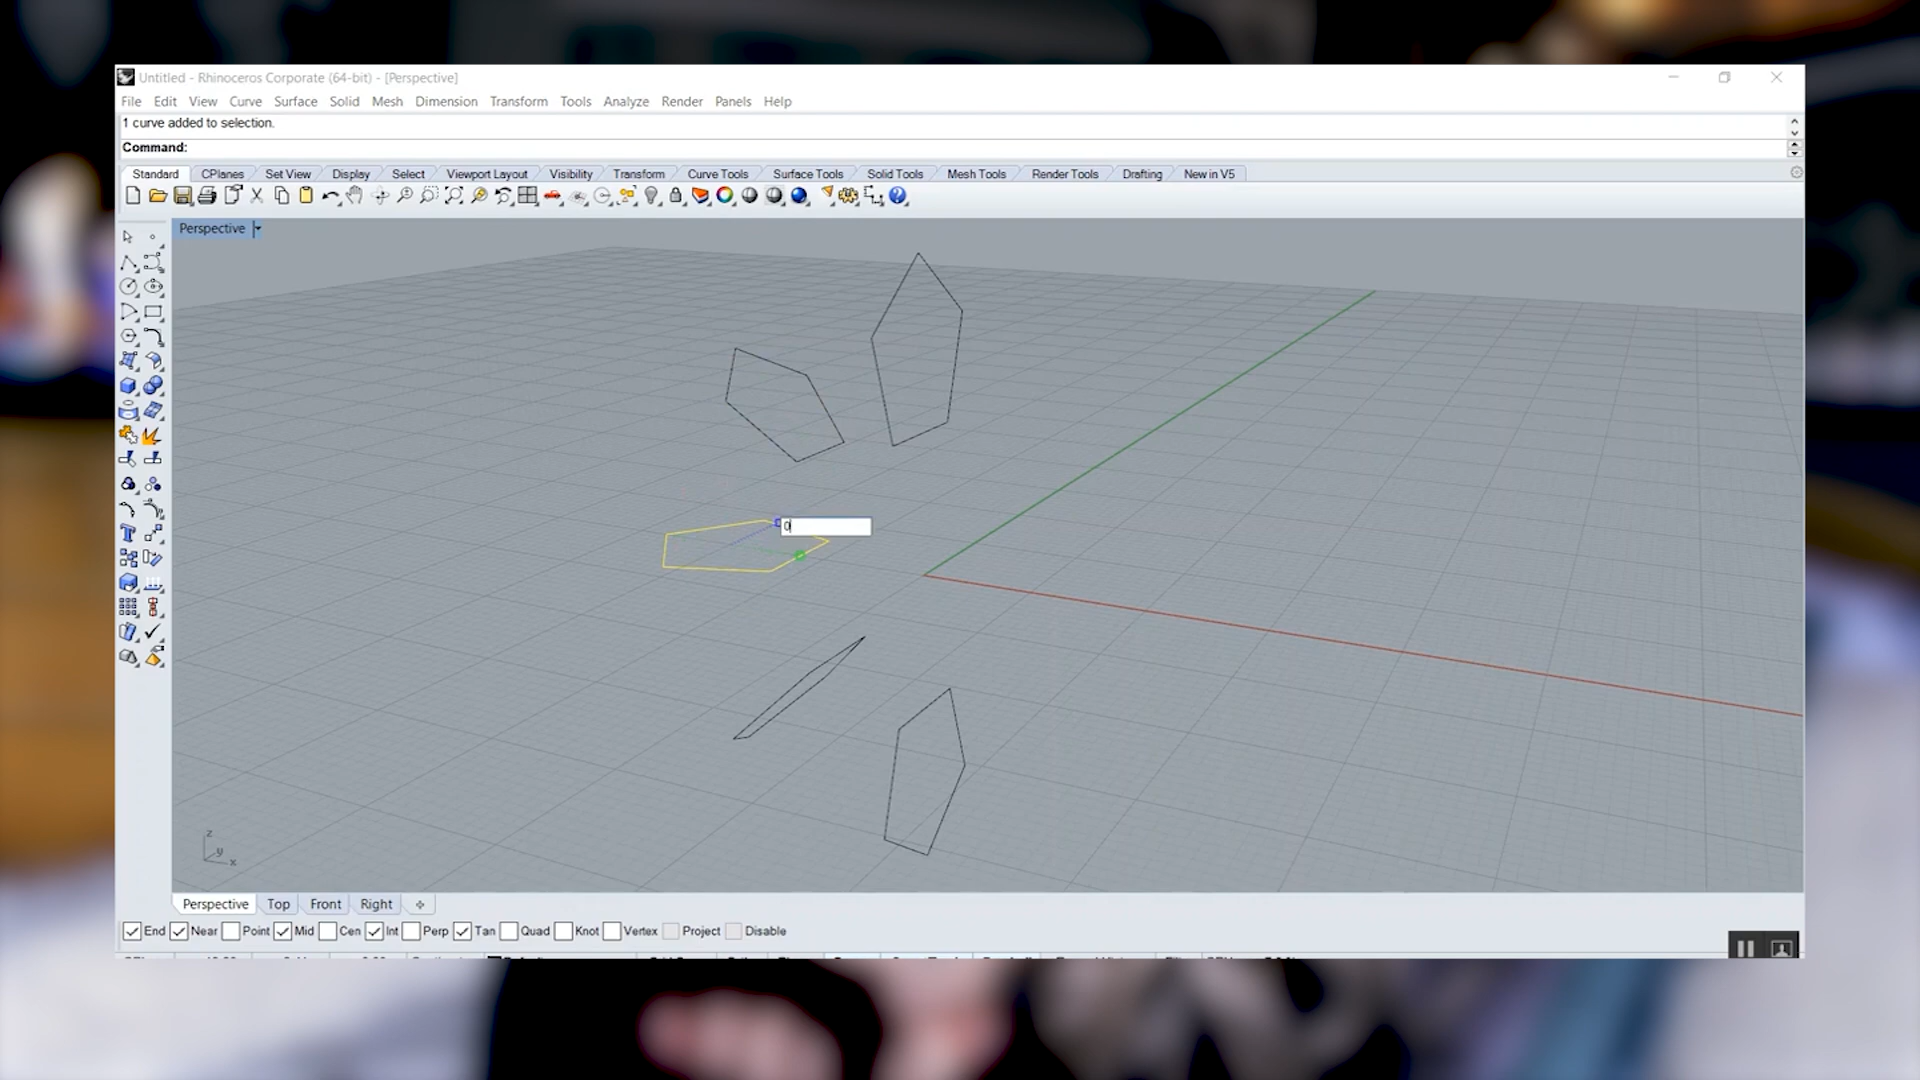 Untitled - Rhinoceros Corporate (64-bit) - [Perspective]
File Edit View Curve Surface Solid Mesh Dimension Transform Tools Analyze Render Panels Help
1 curve added to selection.
Command:
Standard CPlanes Set View Display Select Viewport Layout Visibility Transform Curve Tools Surface Tools Solid Tools Mesh Tools Render Tools Drafting New in V5
Perspective
0
z
y
x
Perspective Top Front Right
End Near Point Mid Cen Int Perp Tan Quad Knot Vertex Project Disable